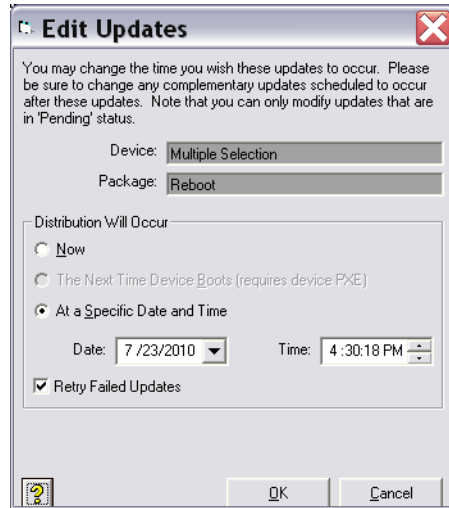 Edit Updates
You may change the time you wish these updates to occur. Please
be sure to change any complementary updates scheduled to occur
after these updates. Note that you can only modify updates that are
in 'Pending' status.
Device: Multiple Selection
Package: Reboot
Distribution Will Occur
Now
The Next Time Device Boots (requires device PXE)
At a Specific Date and Time
Date: 7 /23/2010 Time: 4 :30:18 PM
Retry Failed Updates
? OK Cancel